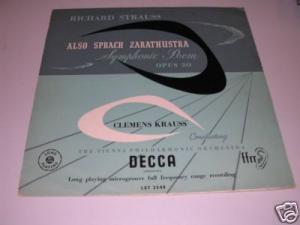 RICHARD STRAUSS
ALSO SPRACH ZARATHUSTRA
Symphonic Poem
OPUS 30
CLEMENS KRAUSS
Conducting
THE VIENNA PHILHARMONIC ORCHESTRA
DECCA
ffrr
Long playing microgroove full frequency range recording
LXT 2548